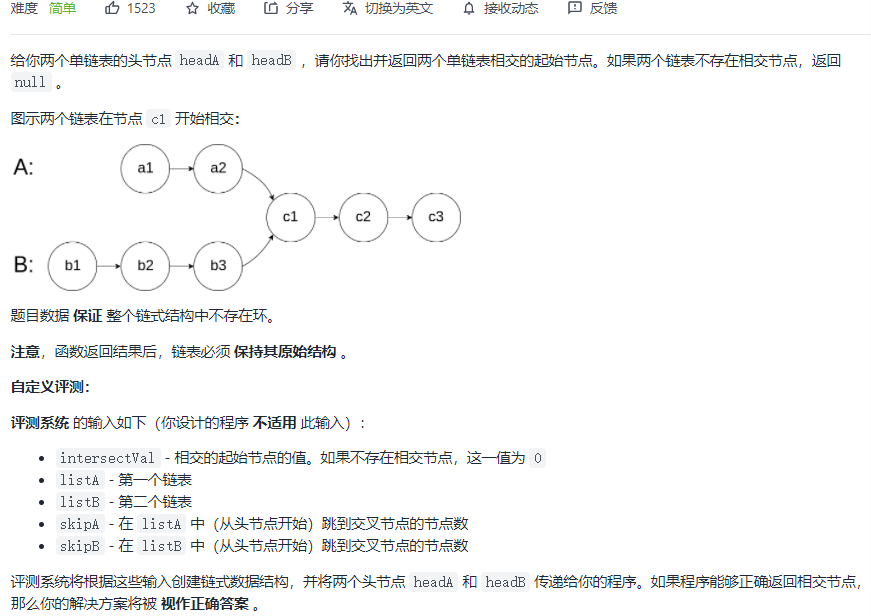 难度 简单 1523 收藏 分享 切换为英文 接收动态 反馈
给你两个单链表的头节点 headA 和 headB ，请你找出并返回两个单链表相交的起始节点。如果两个链表不存在相交节点，返回
null 。
图示两个链表在节点 c1 开始相交：
A: a1 a2
c1 c2 c3
B: b1 b2 b3
题目数据 保证 整个链式结构中不存在环。
注意，函数返回结果后，链表必须 保持其原始结构 。
自定义评测：
评测系统 的输入如下（你设计的程序 不适用 此输入）：
intersectVal - 相交的起始节点的值。如果不存在相交节点，这一值为 0
listA - 第一个链表
listB - 第二个链表
skipA - 在 listA 中（从头节点开始）跳到交叉节点的节点数
skipB - 在 listB 中（从头节点开始）跳到交叉节点的节点数
评测系统将根据这些输入创建链式数据结构，并将两个头节点 headA 和 headB 传递给你的程序。如果程序能够正确返回相交节点，
那么你的解决方案将被 视作正确答案 。